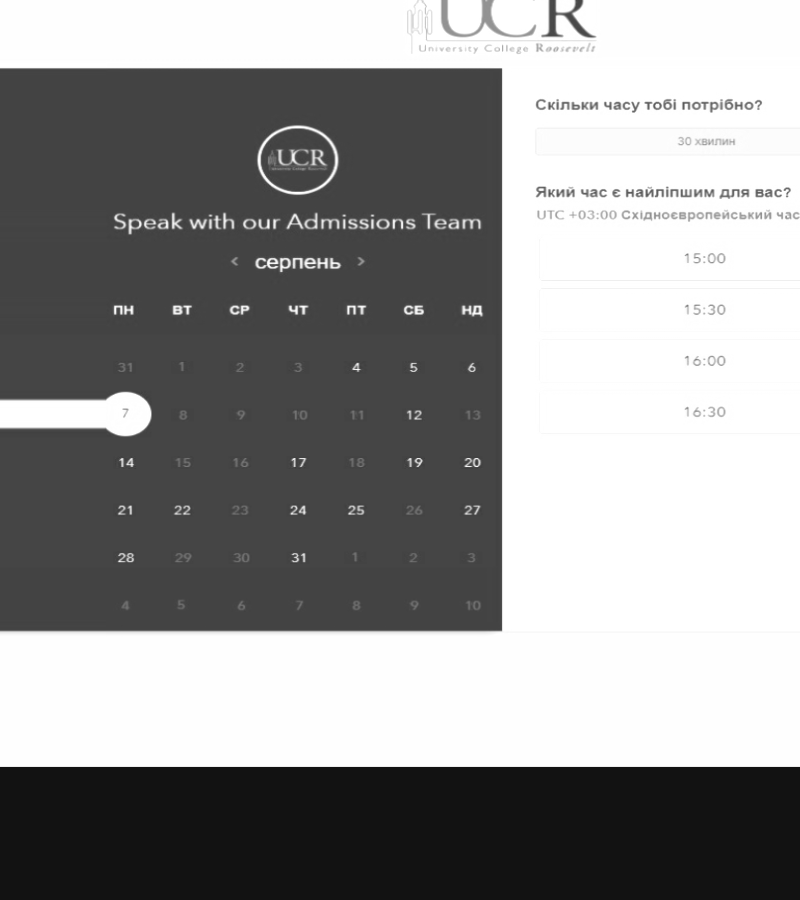 UCR
University College Roosevelt
UCR
Speak with our Admissions Team
< серпень >
ПН ВТ СР ЧТ ПТ СБ НД
31 1 2 3 4 5 6
7 8 9 10 11 12 13
14 15 16 17 18 19 20
21 22 23 24 25 26 27
28 29 30 31 1 2 3
4 5 6 7 8 9 10
Скільки часу тобі потрібно?
30 хвилин
Який час є найліпшим для вас?
UTC +03:00 Східноєвропейський час
15:00
15:30
16:00
16:30